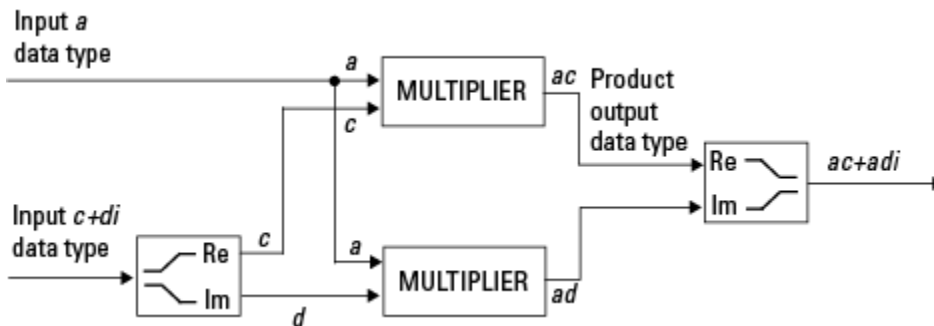 Input a
data type
a
MULTIPLIER
ac
Product
output
data type
c
Re
Im
ac+adi
Input c+di
data type
Re
Im
c
d
a
MULTIPLIER
ad